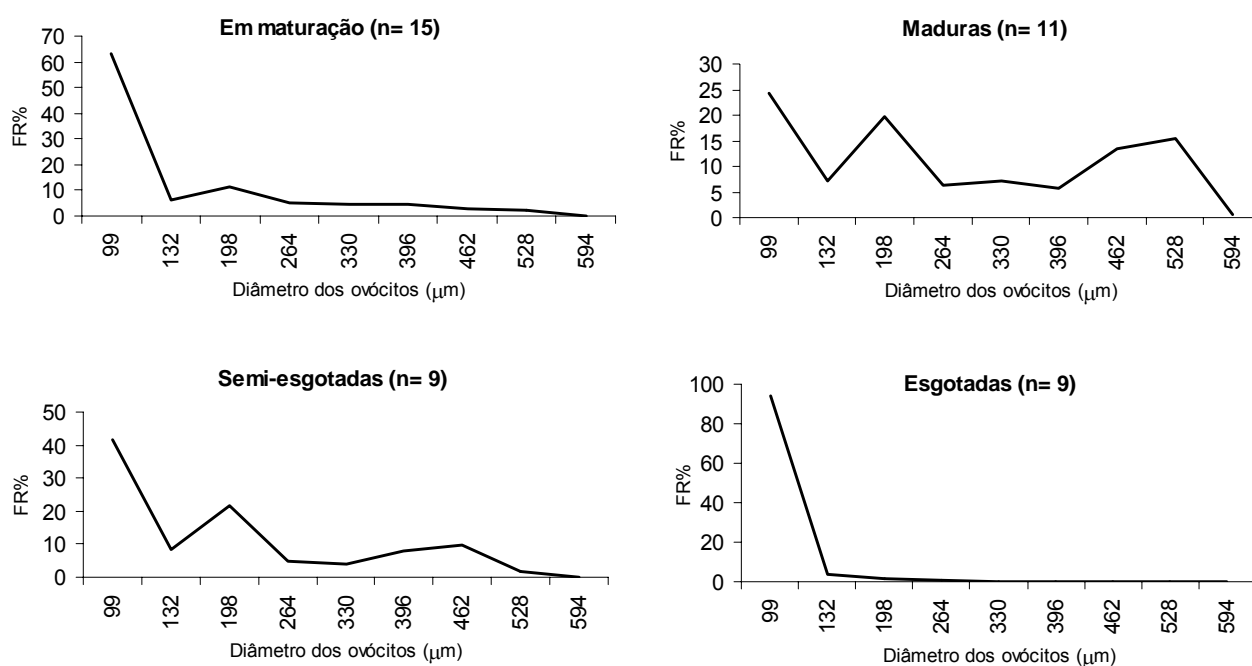 Em maturação (n= 15)
FR%
70
60
50
40
30
20
10
0
99 132 198 264 330 396 462 528 594
Diâmetro dos ovócitos (µm)
Maduras (n= 11)
FR%
30
25
20
15
10
5
0
99 132 198 264 330 396 462 528 594
Diâmetro dos ovócitos (µm)
Semi-esgotadas (n= 9)
FR%
50
40
30
20
10
0
99 132 198 264 330 396 462 528 594
Diâmetro dos ovócitos (µm)
Esgotadas (n= 9)
FR%
100
80
60
40
20
0
99 132 198 264 330 396 462 528 594
Diâmetro dos ovócitos (µm)